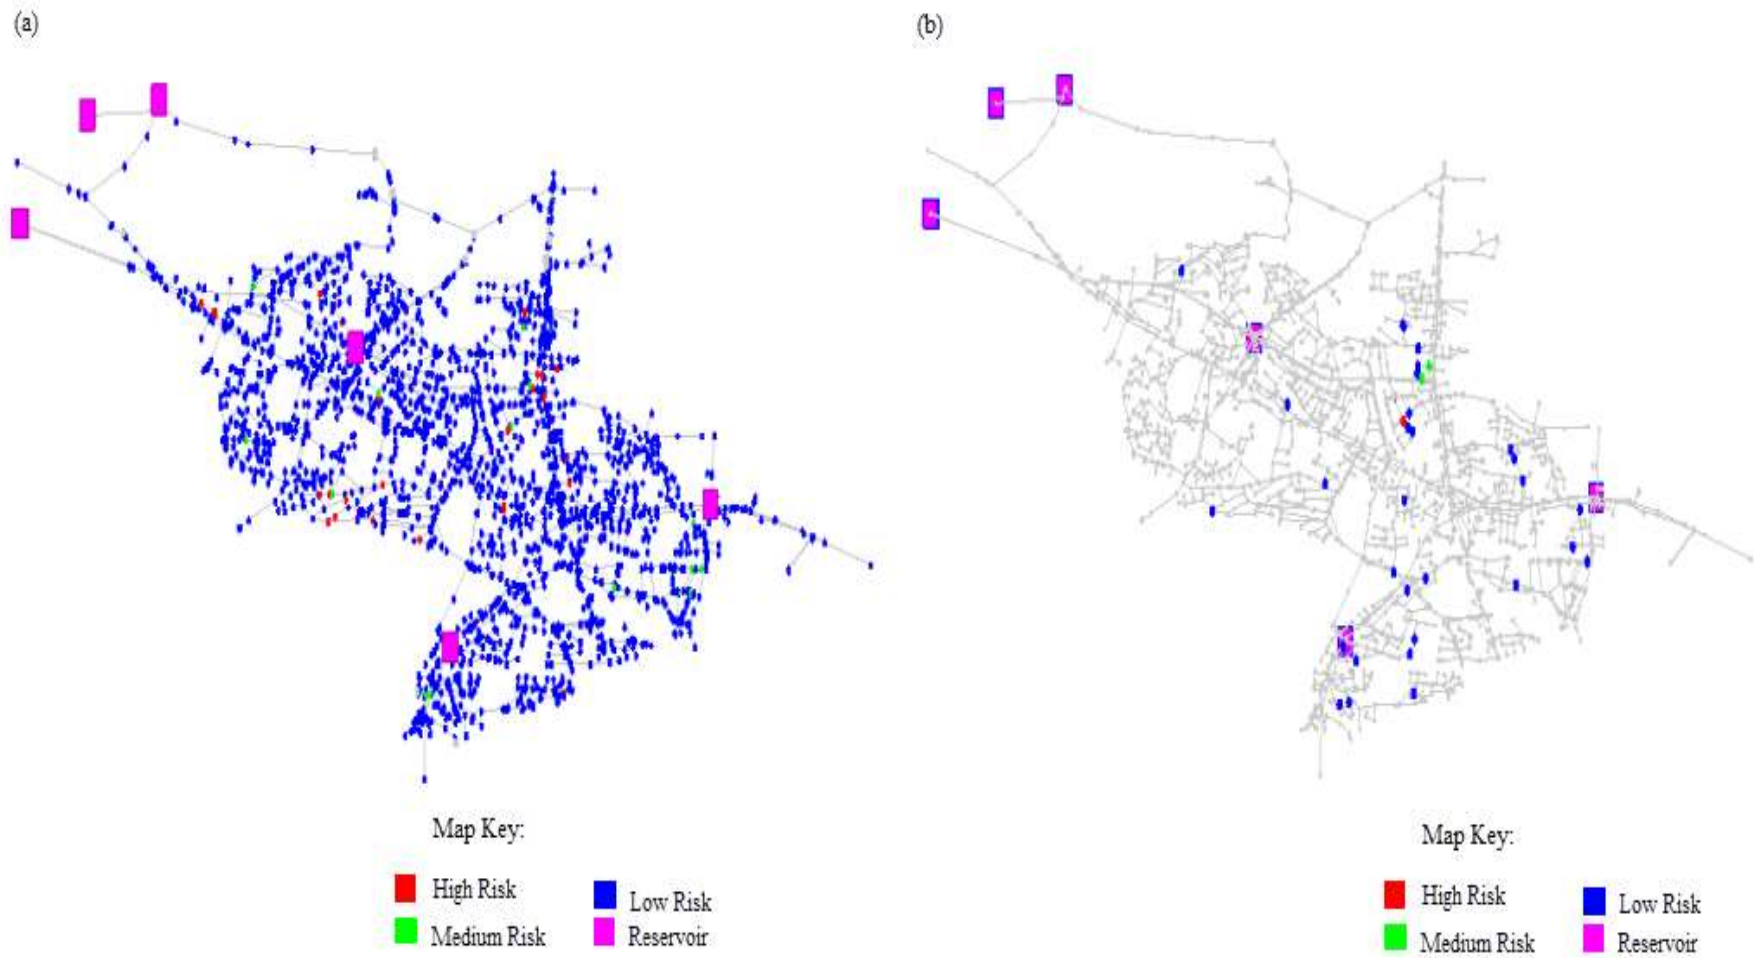 (a)
(b)
Map Key:
High Risk
Low Risk
Medium Risk
Reservoir
Map Key:
High Risk
Low Risk
Medium Risk
Reservoir